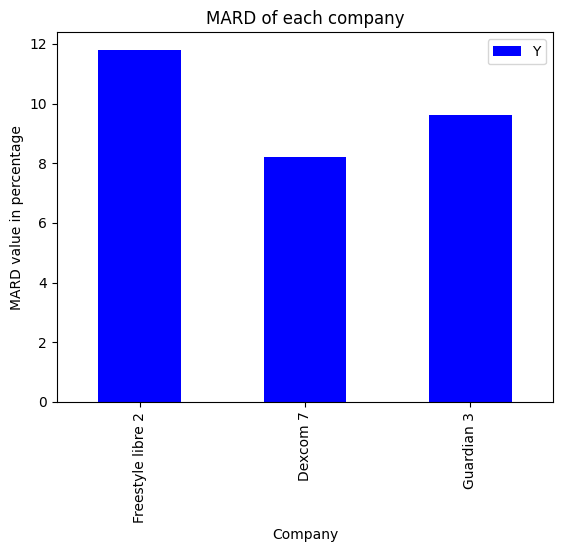 MARD of each company
Y
12
10
8
6
4
2
0
MARD value in percentage
Freestyle libre 2
Dexcom 7
Guardian 3
Company